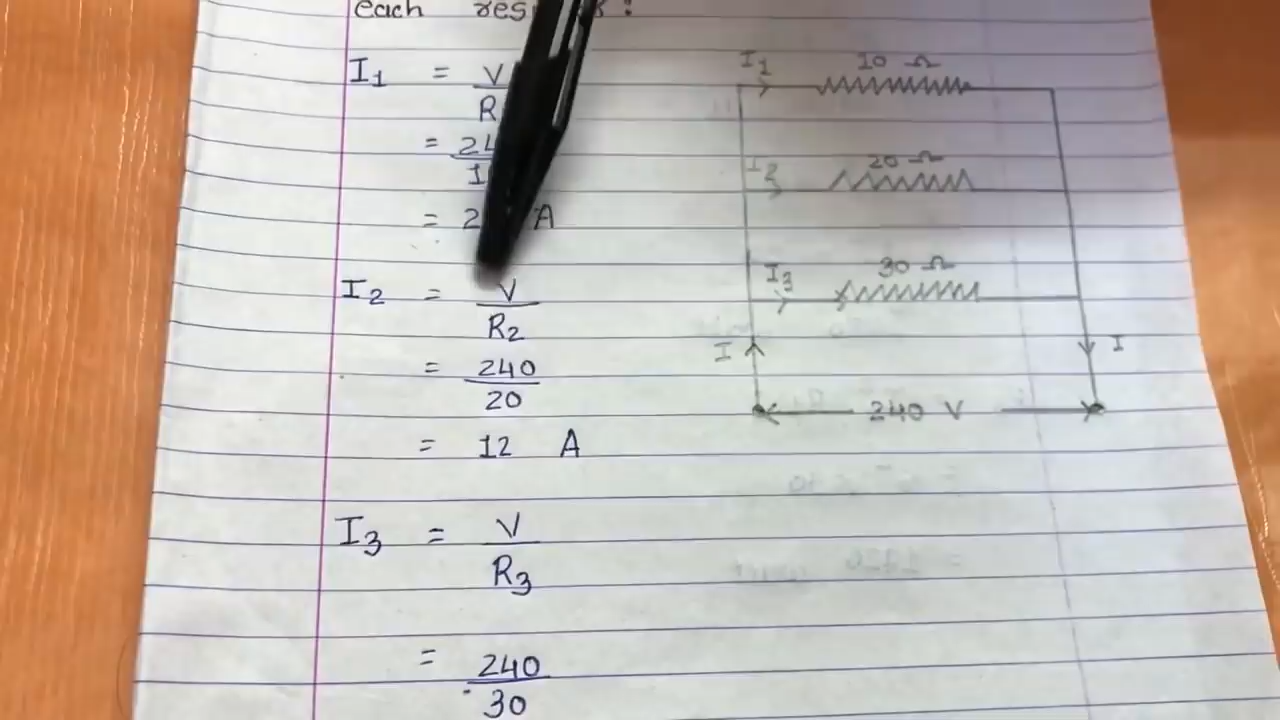 each
I1 = V
R
= 24
1
= 2 A
I2 = V
R2
= 240
20
= 12 A
I3 = V
R3
= 240
30
I1 10 Ω
I2 20 Ω
I3 30 Ω
I I
240 V